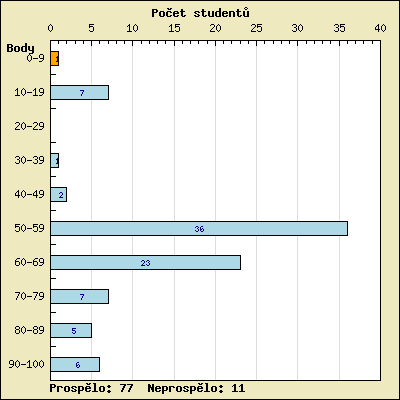 Počet studentů
0 5 10 15 20 25 30 35 40
Body
0-9 1
10-19 7
20-29
30-39 1
40-49 2
50-59 36
60-69 23
70-79 7
80-89 5
90-100 6
Prospělo: 77 Neprospělo: 11